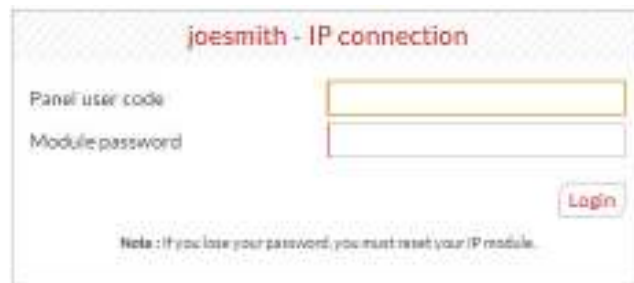 joesmith - IP connection
Panel user code
Module password
Login
Nota : If you lose your password, you must reset your IP module.